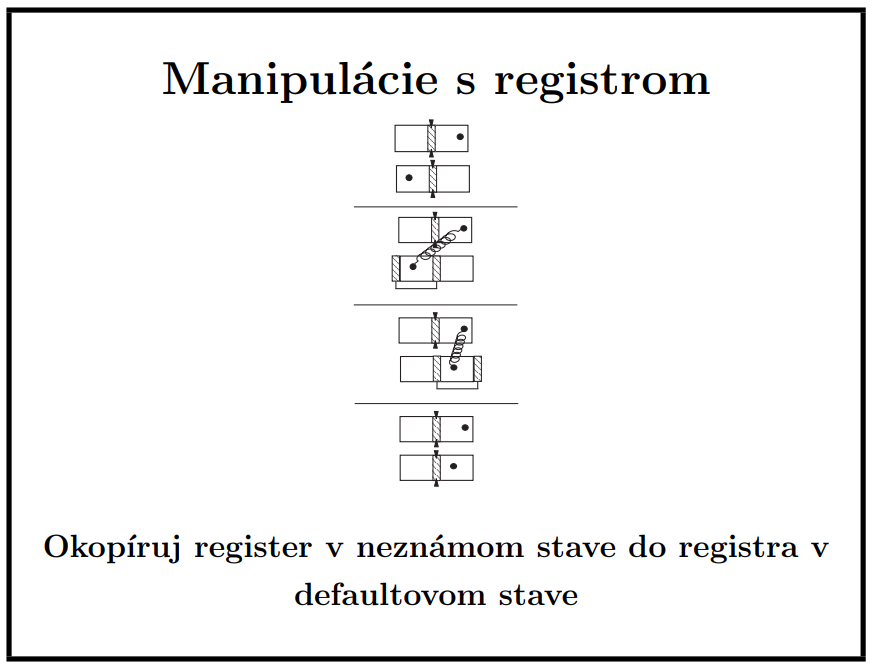 Manipulácie s registrom
Okopíruj register v neznámom stave do registra v
defaultovom stave